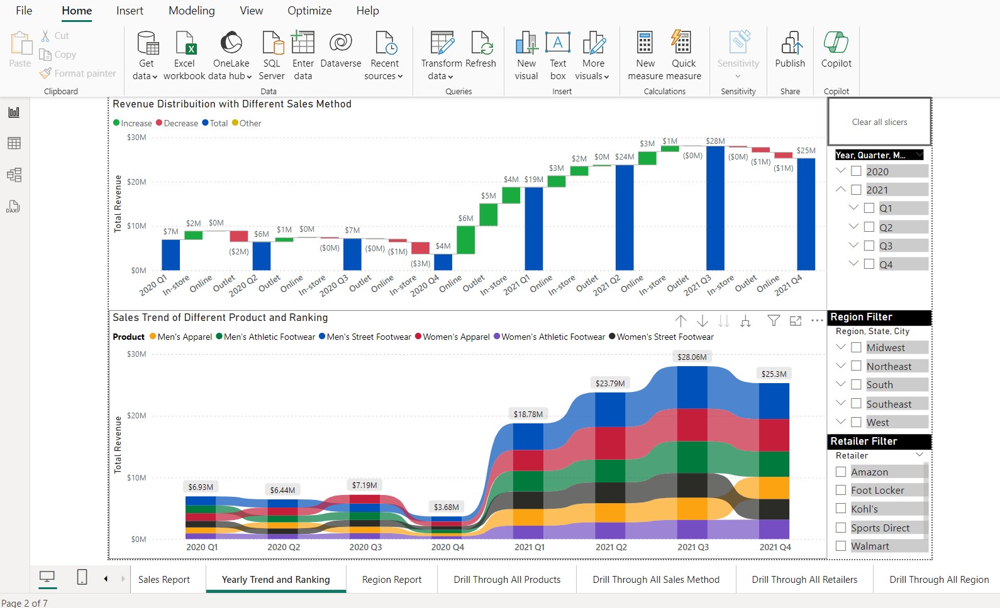 File Home Insert Modeling View Optimize Help
Paste
Cut
Copy
Format painter
Clipboard
Get data
Excel workbook
OneLake data hub
SQL Server
Enter data
Dataverse
Recent sources
Data
Transform data
Refresh
Queries
New visual
Text box
More visuals
Insert
New measure
Quick measure
Calculations
Sensitivity
Sensitivity
Publish
Share
Copilot
Copilot
DAX
Revenue Distribuition with Different Sales Method
Increase Decrease Total Other
Total Revenue
$30M
$20M
$10M
$0M
$7M $2M $0M ($2M) $6M $1M $0M ($0M) $7M ($0M) ($1M) ($3M) $4M $6M $5M $4M $19M $3M $2M $0M $24M $3M $1M ($0M) $28M ($0M) ($1M) ($1M) $25M
2020 Q1 In-store Online Outlet 2020 Q2 Outlet Online In-store 2020 Q3 Outlet Online In-store 2020 Q4 Online Outlet In-store 2021 Q1 Online In-store Outlet 2021 Q2 Online In-store Outlet 2021 Q3 In-store Outlet Online 2021 Q4
Clear all slicers
Year, Quarter, M...
2020
2021
Q1
Q2
Q3
Q4
Sales Trend of Different Product and Ranking
Product Men's Apparel Men's Athletic Footwear Men's Street Footwear Women's Apparel Women's Athletic Footwear Women's Street Footwear
Total Revenue
$30M
$20M
$10M
$0M
$6.93M $6.44M $7.19M $3.68M $18.78M $23.79M $28.06M $25.3M
2020 Q1 2020 Q2 2020 Q3 2020 Q4 2021 Q1 2021 Q2 2021 Q3 2021 Q4
Region Filter
Region, State, City
Midwest
Northeast
South
Southeast
West
Retailer Filter
Retailer
Amazon
Foot Locker
Kohl's
Sports Direct
Walmart
Sales Report Yearly Trend and Ranking Region Report Drill Through All Products Drill Through All Sales Method Drill Through All Retailers Drill Through All Region
Page 2 of 7